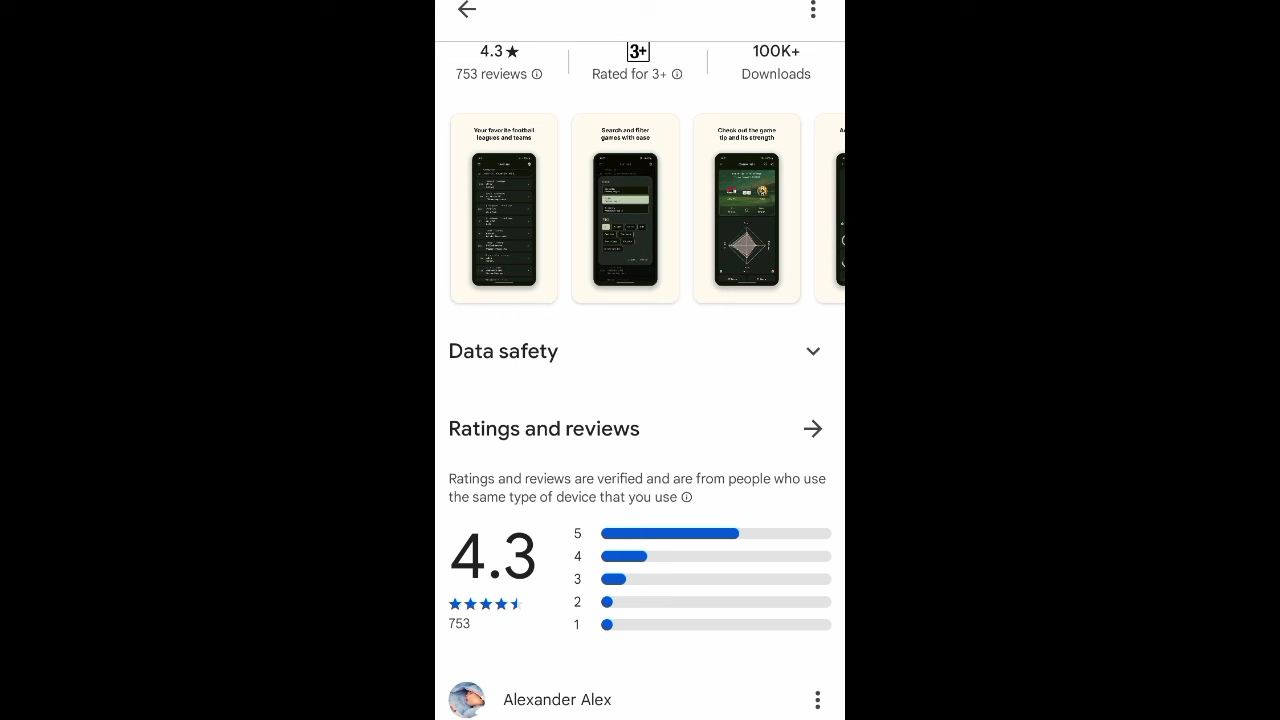 4.3★
3+
100K+
753 reviews
Rated for 3+
Downloads
Your favorite football
leagues and teams
Search and filter
games with ease
Check out the game
tip and its strength
Data safety
Ratings and reviews
Ratings and reviews are verified and are from people who use
the same type of device that you use
4.3
5
4
3
2
1
753
Alexander Alex